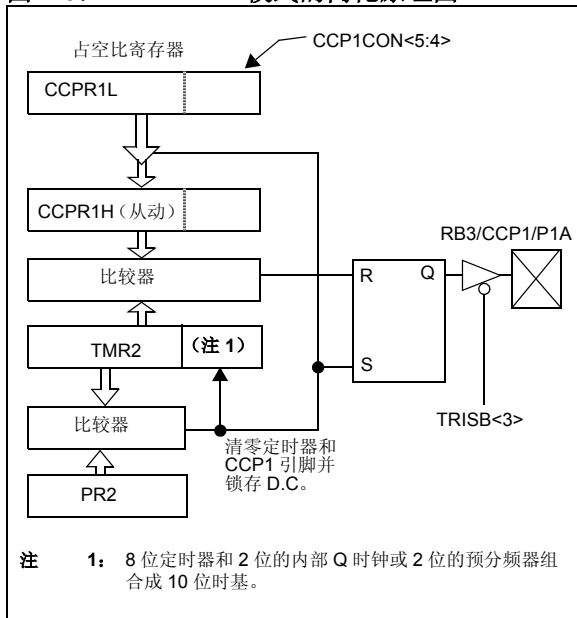 占空比寄存器
CCP1CON<5:4>
CCPR1L
CCPR1H（从动）
RB3/CCP1/P1A
比较器
R
Q
TMR2
（注 1）
S
比较器
TRISB<3>
清零定时器和
CCP1 引脚并
锁存 D.C。
PR2
注 1： 8 位定时器和 2 位的内部 Q 时钟或 2 位的预分频器组
合成 10 位时基。